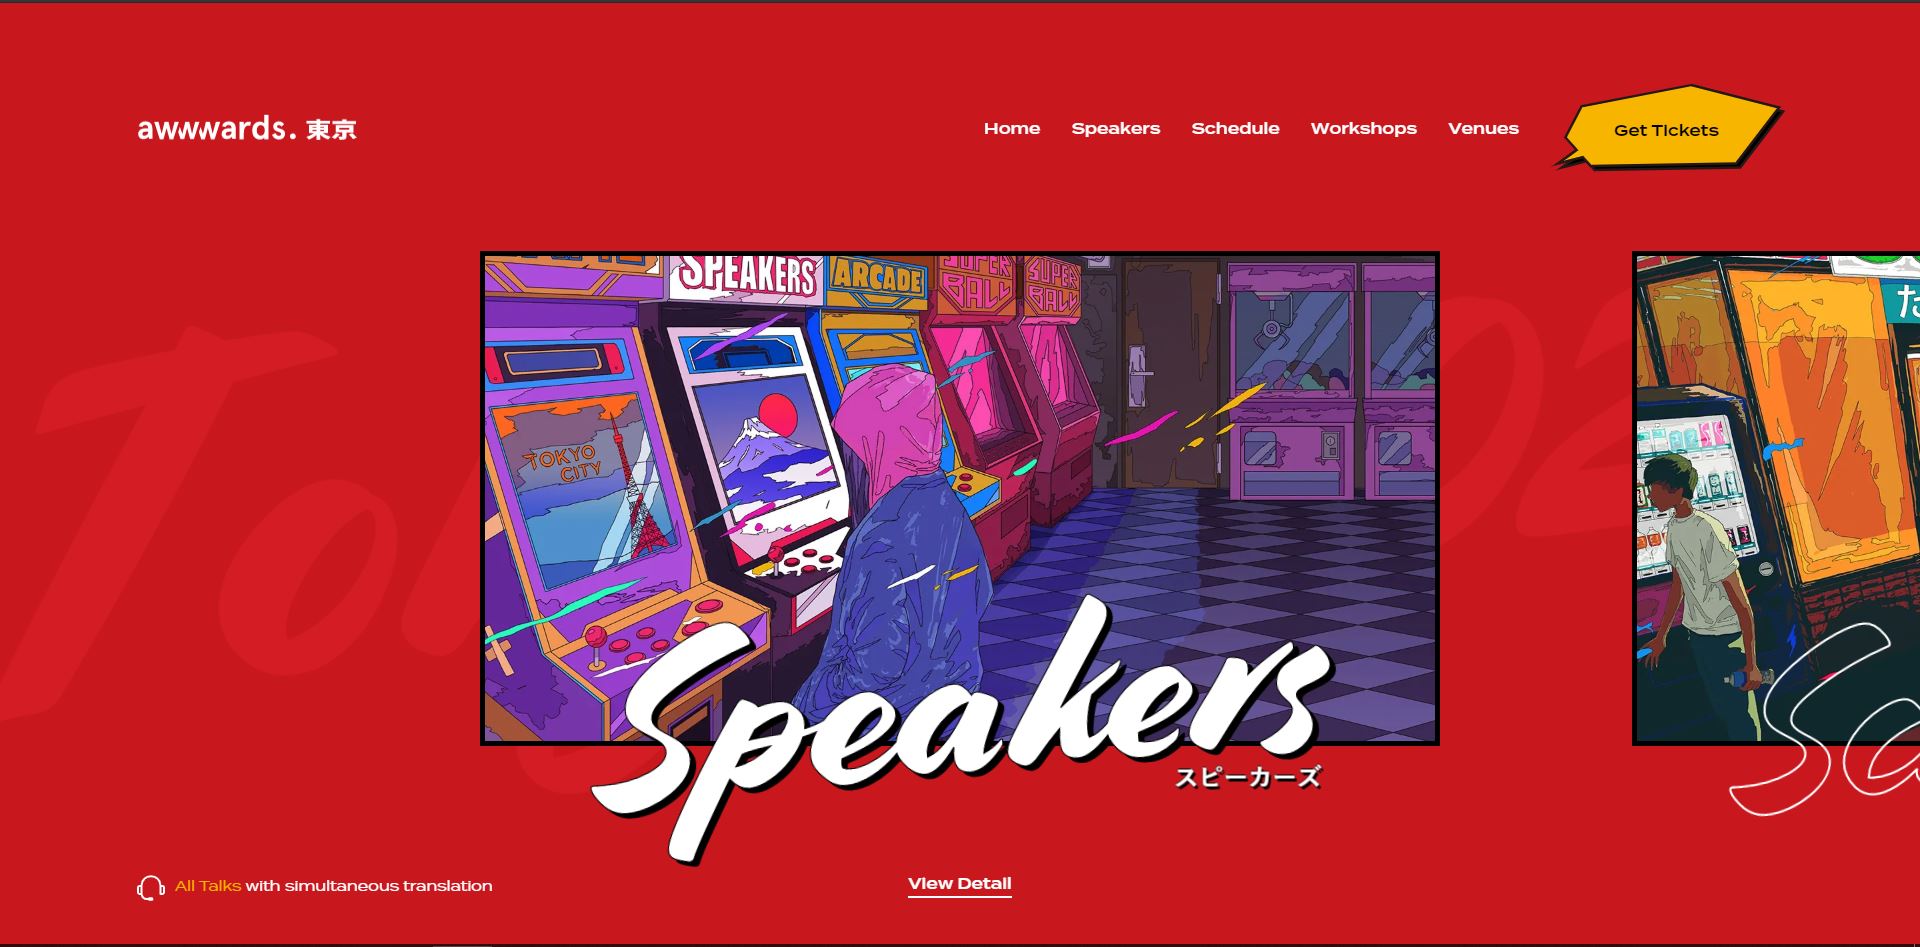 awwwards. 東京
Home Speakers Schedule Workshops Venues Get Tickets
SPEAKERS ARCADE SUPER BALL SUPER BALL
た
TOKYO
CITY
Speakers
スピーカーズ
All Talks with simultaneous translation
View Detail